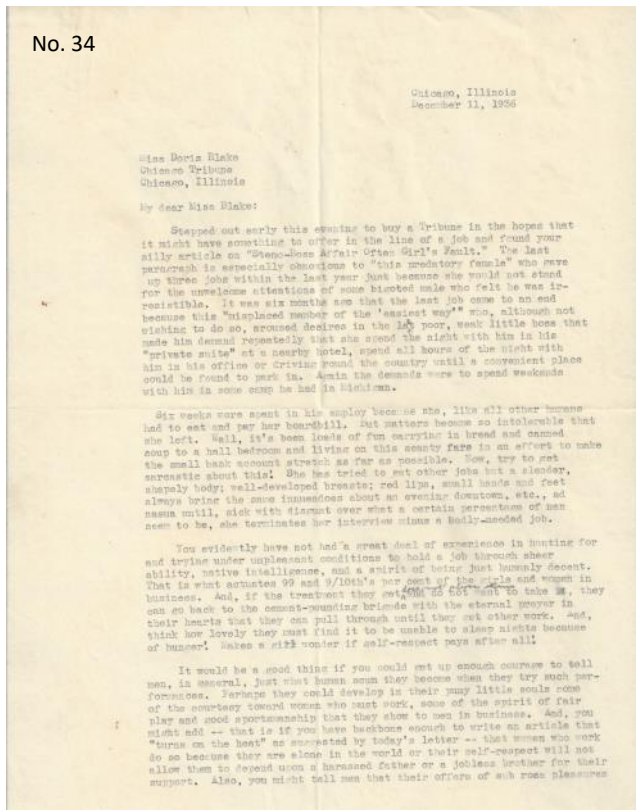 No. 34
Chicago, Illinois
December 11, 1936
Miss Doris Blake
Chicago Tribune
Chicago, Illinois
My dear Miss Blake:
Stepped out early this evening to buy a Tribune in the hopes that
it might have something to offer in the line of a job and found your
silly article on "Steno-Boss Affair Often Girl's Fault." The last
paragraph is especially obnoxious to "this predatory female" who gave
up three jobs within the last year just because she would not stand
for the unwelcome attentions of some bigoted male who felt he was ir-
resistible. It was six months ago that the last job came to an end
because this "misplaced member of the 'easiest way'" who, although not
wishing to do so, aroused desires in the last poor, weak little boss that
made him demand repeatedly that she spend the night with him in his
"private suite" at a nearby hotel, spend all hours of the night with
him in his office or driving round the country until a convenient place
could be found to park in. Again the demands were to spend weekends
with him in some camp he had in Michigan.
Six weeks were spent in his employ because she, like all other humans
had to eat and pay her boardbill. But matters became so intolerable that
she left. Well, it's been loads of fun carrying in bread and canned
soup to a hall bedroom and living on this scanty fare in an effort to make
the small bank account stretch as far as possible. Now, try to get
sarcastic about this! She has tried to get other jobs but a slender,
shapely body; well-developed breasts; red lips, small hands and feet
always bring the same innuendoes about an evening downtown, etc., ad
nasua until, sick with disgust over what a certain percentage of men
seem to be, she terminates her interview minus a badly-needed job.
You evidently have not had a great deal of experience in hunting for
and trying under unpleasant conditions to hold a job through sheer
ability, native intelligence, and a spirit of being just humanly decent.
That is what actuates 99 and 9/10th's per cent of the girls and women in
business. And, if the treatment they get and do not want to take is, they
can go back to the cement-pounding brigade with the eternal prayer in
their hearts that they can pull through until they get other work. And,
think how lovely they must find it to be unable to sleep nights because
of hunger! Makes a girl wonder if self-respect pays after all!
It would be a good thing if you could get up enough courage to tell
men, in general, just what human scum they become when they try such per-
formances. Perhaps they could develop in their puny little souls some
of the courtesy toward women who must work, some of the spirit of fair
play and good sportsmanship that they show to men in business. And, you
might add -- that is if you have backbone enough to write an article that
"turns on the heat" as suggested by today's letter -- that women who work
do so because they are alone in the world or their self-respect will not
allow them to depend upon a harassed father or a jobless brother for their
support. Also, you might tell men that their offers of sub rosa pleasures